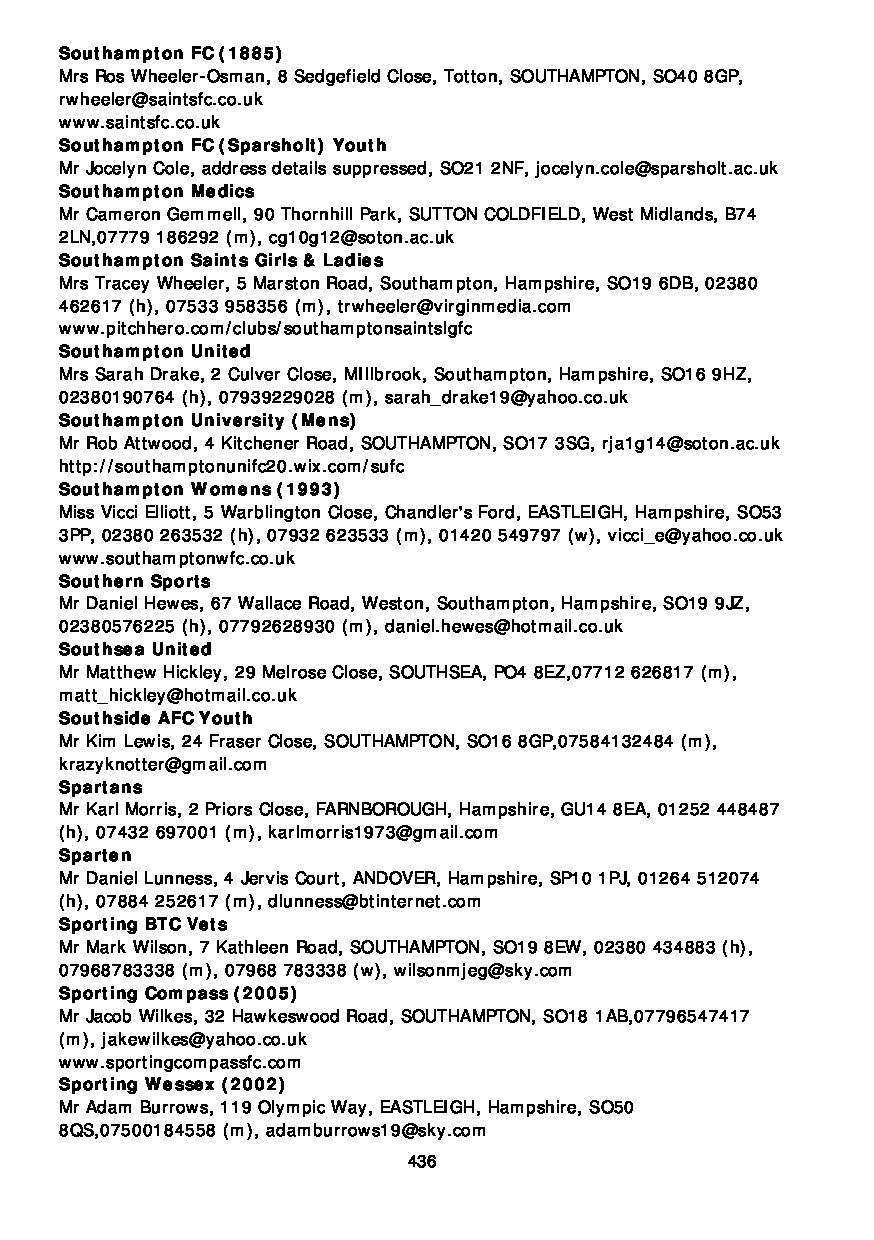 Southampton FC (1885)
Mrs Ros Wheeler-Osman, 8 Sedgefield Close, Totton, SOUTHAMPTON, SO40 8GP,
rwheeler@saintsfc.co.uk
www.saintsfc.co.uk
Southampton FC (Sparsholt) Youth
Mr Jocelyn Cole, address details suppressed, SO21 2NF, jocelyn.cole@sparsholt.ac.uk
Southampton Medics
Mr Cameron Gemmell, 90 Thornhill Park, SUTTON COLDFIELD, West Midlands, B74
2LN,07779 186292 (m), cg10g12@soton.ac.uk
Southampton Saints Girls & Ladies
Mrs Tracey Wheeler, 5 Marston Road, Southampton, Hampshire, SO19 6DB, 02380
462617 (h), 07533 958356 (m), trwheeler@virginmedia.com
www.pitchhero.com/clubs/southamptonsaintslgfc
Southampton United
Mrs Sarah Drake, 2 Culver Close, MIllbrook, Southampton, Hampshire, SO16 9HZ,
02380190764 (h), 07939229028 (m), sarah_drake19@yahoo.co.uk
Southampton University (Mens)
Mr Rob Attwood, 4 Kitchener Road, SOUTHAMPTON, SO17 3SG, rja1g14@soton.ac.uk
http://southamptonunifc20.wix.com/sufc
Southampton Womens (1993)
Miss Vicci Elliott, 5 Warblington Close, Chandler's Ford, EASTLEIGH, Hampshire, SO53
3PP, 02380 263532 (h), 07932 623533 (m), 01420 549797 (w), vicci_e@yahoo.co.uk
www.southamptonwfc.co.uk
Southern Sports
Mr Daniel Hewes, 67 Wallace Road, Weston, Southampton, Hampshire, SO19 9JZ,
02380576225 (h), 07792628930 (m), daniel.hewes@hotmail.co.uk
Southsea United
Mr Matthew Hickley, 29 Melrose Close, SOUTHSEA, PO4 8EZ,07712 626817 (m),
matt_hickley@hotmail.co.uk
Southside AFC Youth
Mr Kim Lewis, 24 Fraser Close, SOUTHAMPTON, SO16 8GP,07584132484 (m),
krazyknotter@gmail.com
Spartans
Mr Karl Morris, 2 Priors Close, FARNBOROUGH, Hampshire, GU14 8EA, 01252 448487
(h), 07432 697001 (m), karlmorris1973@gmail.com
Sparten
Mr Daniel Lunness, 4 Jervis Court, ANDOVER, Hampshire, SP10 1PJ, 01264 512074
(h), 07884 252617 (m), dlunness@btinternet.com
Sporting BTC Vets
Mr Mark Wilson, 7 Kathleen Road, SOUTHAMPTON, SO19 8EW, 02380 434883 (h),
07968783338 (m), 07968 783338 (w), wilsonmjeg@sky.com
Sporting Compass (2005)
Mr Jacob Wilkes, 32 Hawkeswood Road, SOUTHAMPTON, SO18 1AB,07796547417
(m), jakewilkes@yahoo.co.uk
www.sportingcompassfc.com
Sporting Wessex (2002)
Mr Adam Burrows, 119 Olympic Way, EASTLEIGH, Hampshire, SO50
8QS,07500184558 (m), adamburrows19@sky.com
436